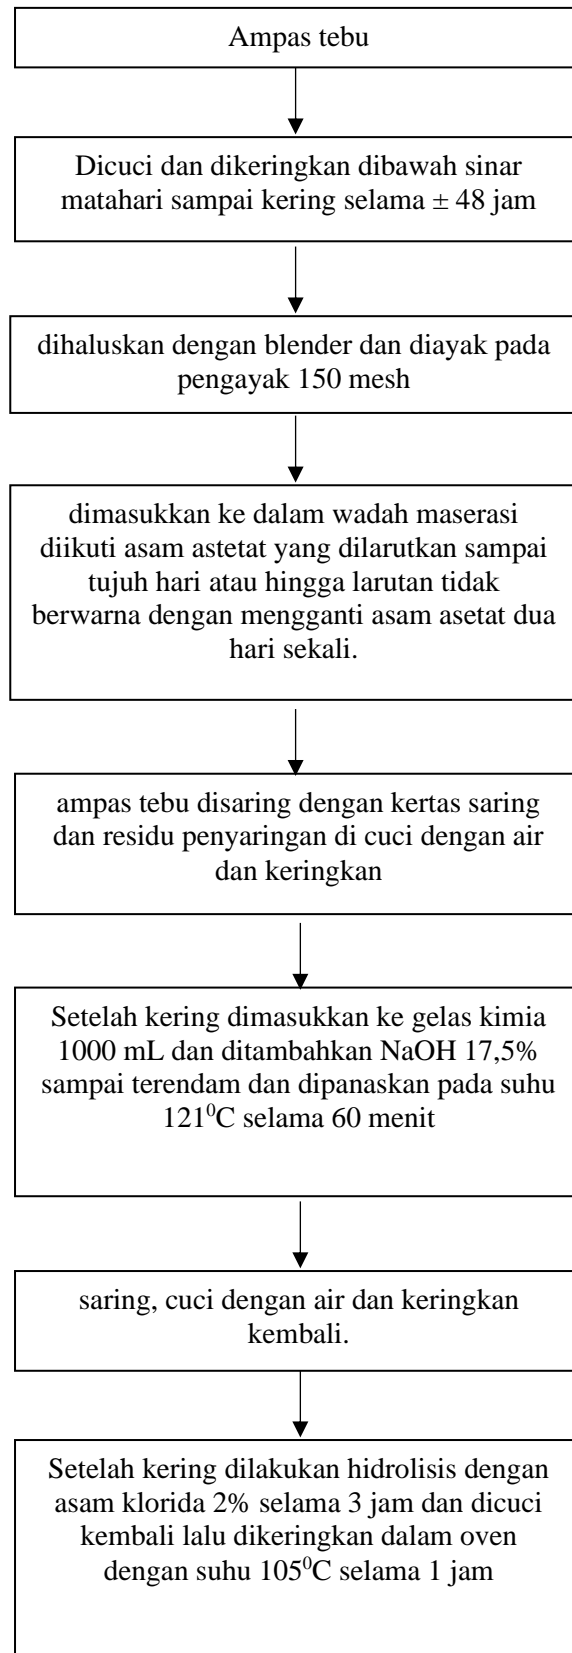 Ampas tebu
Dicuci dan dikeringkan dibawah sinar
matahari sampai kering selama ± 48 jam
dihaluskan dengan blender dan diayak pada
pengayak 150 mesh
dimasukkan ke dalam wadah maserasi
diikuti asam astetat yang dilarutkan sampai
tujuh hari atau hingga larutan tidak
berwarna dengan mengganti asam asetat dua
hari sekali.
ampas tebu disaring dengan kertas saring
dan residu penyaringan di cuci dengan air
dan keringkan
Setelah kering dimasukkan ke gelas kimia
1000 mL dan ditambahkan NaOH 17,5%
sampai terendam dan dipanaskan pada suhu
121⁰C selama 60 menit
saring, cuci dengan air dan keringkan
kembali.
Setelah kering dilakukan hidrolisis dengan
asam klorida 2% selama 3 jam dan dicuci
kembali lalu dikeringkan dalam oven
dengan suhu 105⁰C selama 1 jam